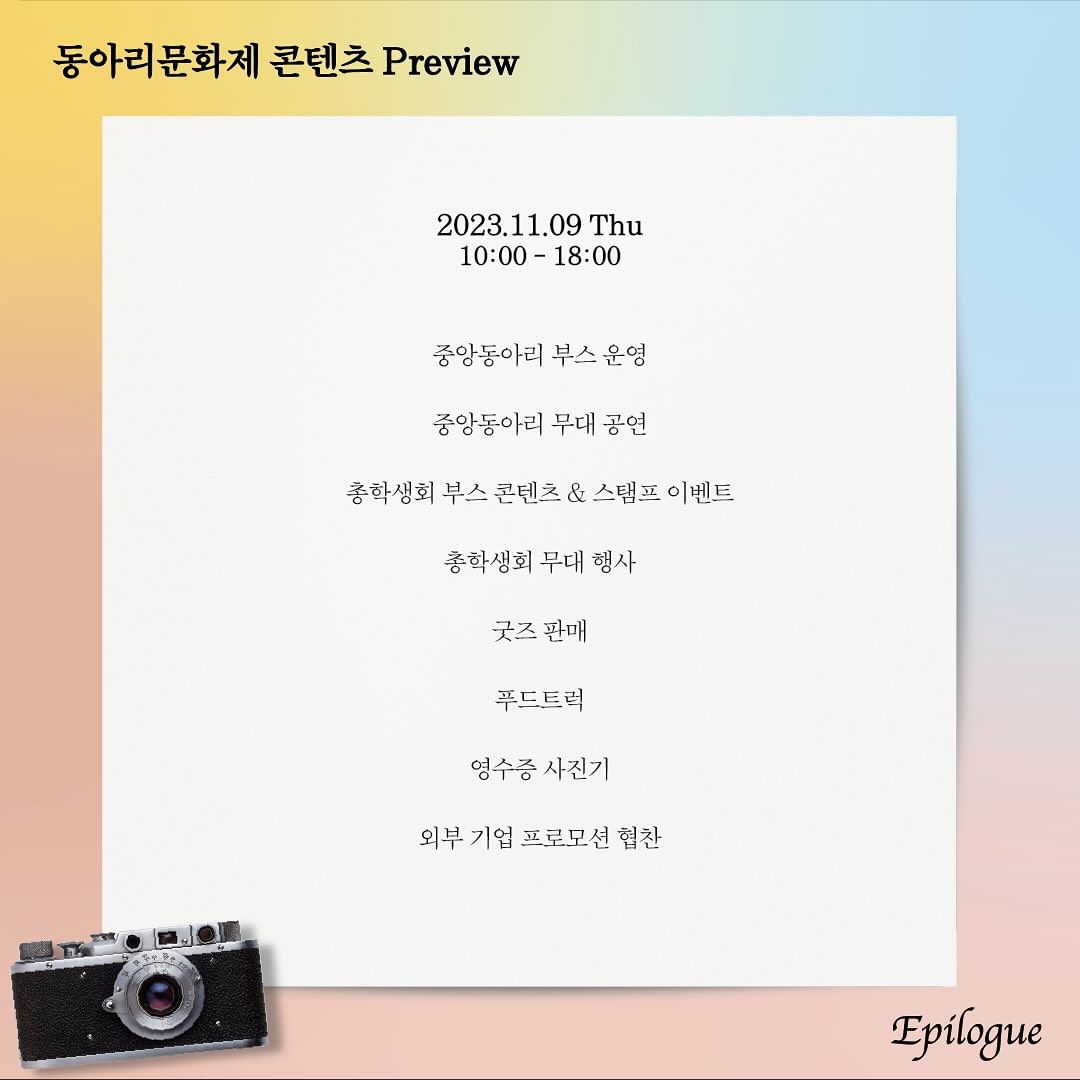 동아리문화제 콘텐츠 Preview
2023.11.09 Thu
10:00 - 18:00
중앙동아리 부스 운영
중앙동아리 무대 공연
총학생회 부스 콘텐츠 & 스탬프 이벤트
총학생회 무대 행사
굿즈 판매
푸드트럭
영수증 사진기
외부 기업 프로모션 협찬
Epilogue